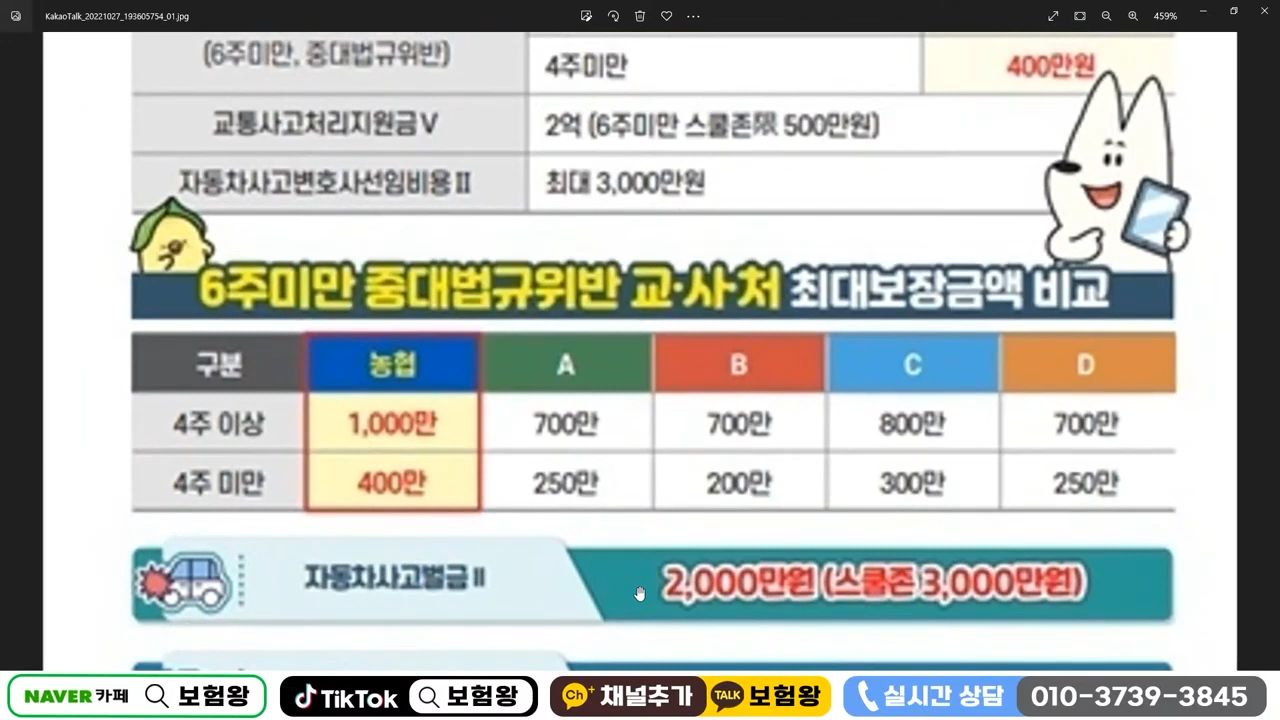 KakaoTalk_20221027_193605754_01.jpg
459%
(6주미만, 중대법규위반)
4주미만
400만원
교통사고처리지원금 V
2억 (6주미만 스쿨존限 500만원)
자동차사고변호사선임비용 II
최대 3,000만원
6주미만 중대법규위반 교·사·처 최대보장금액 비교
구분 농협 A B C D
4주 이상 1,000만 700만 700만 800만 700만
4주 미만 400만 250만 200만 300만 250만
자동차사고벌금 II
2,000만원 (스쿨존 3,000만원)
NAVER 카페 보험왕
TikTok 보험왕
Ch+ 채널추가 TALK 보험왕
실시간 상담 010-3739-3845